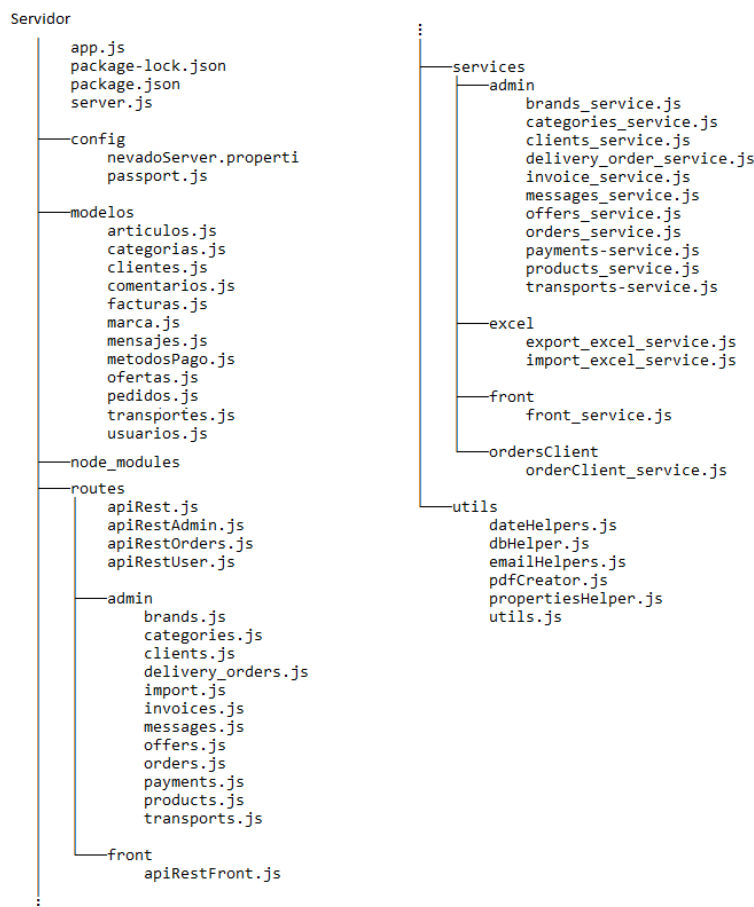 Servidor
app.js
package-lock.json
package.json
server.js
config
nevadoServer.properti
passport.js
modelos
articulos.js
categorias.js
clientes.js
comentarios.js
facturas.js
marca.js
mensajes.js
metodosPago.js
ofertas.js
pedidos.js
transportes.js
usuarios.js
node_modules
routes
apiRest.js
apiRestAdmin.js
apiRestOrders.js
apiRestUser.js
admin
brands.js
categories.js
clients.js
delivery_orders.js
import.js
invoices.js
messages.js
offers.js
orders.js
payments.js
products.js
transports.js
front
apiRestFront.js
services
admin
brands_service.js
categories_service.js
clients_service.js
delivery_order_service.js
invoice_service.js
messages_service.js
offers_service.js
orders_service.js
payments-service.js
products_service.js
transports-service.js
excel
export_excel_service.js
import_excel_service.js
front
front_service.js
ordersClient
orderClient_service.js
utils
dateHelpers.js
dbHelper.js
emailHelpers.js
pdfCreator.js
propertiesHelper.js
utils.js